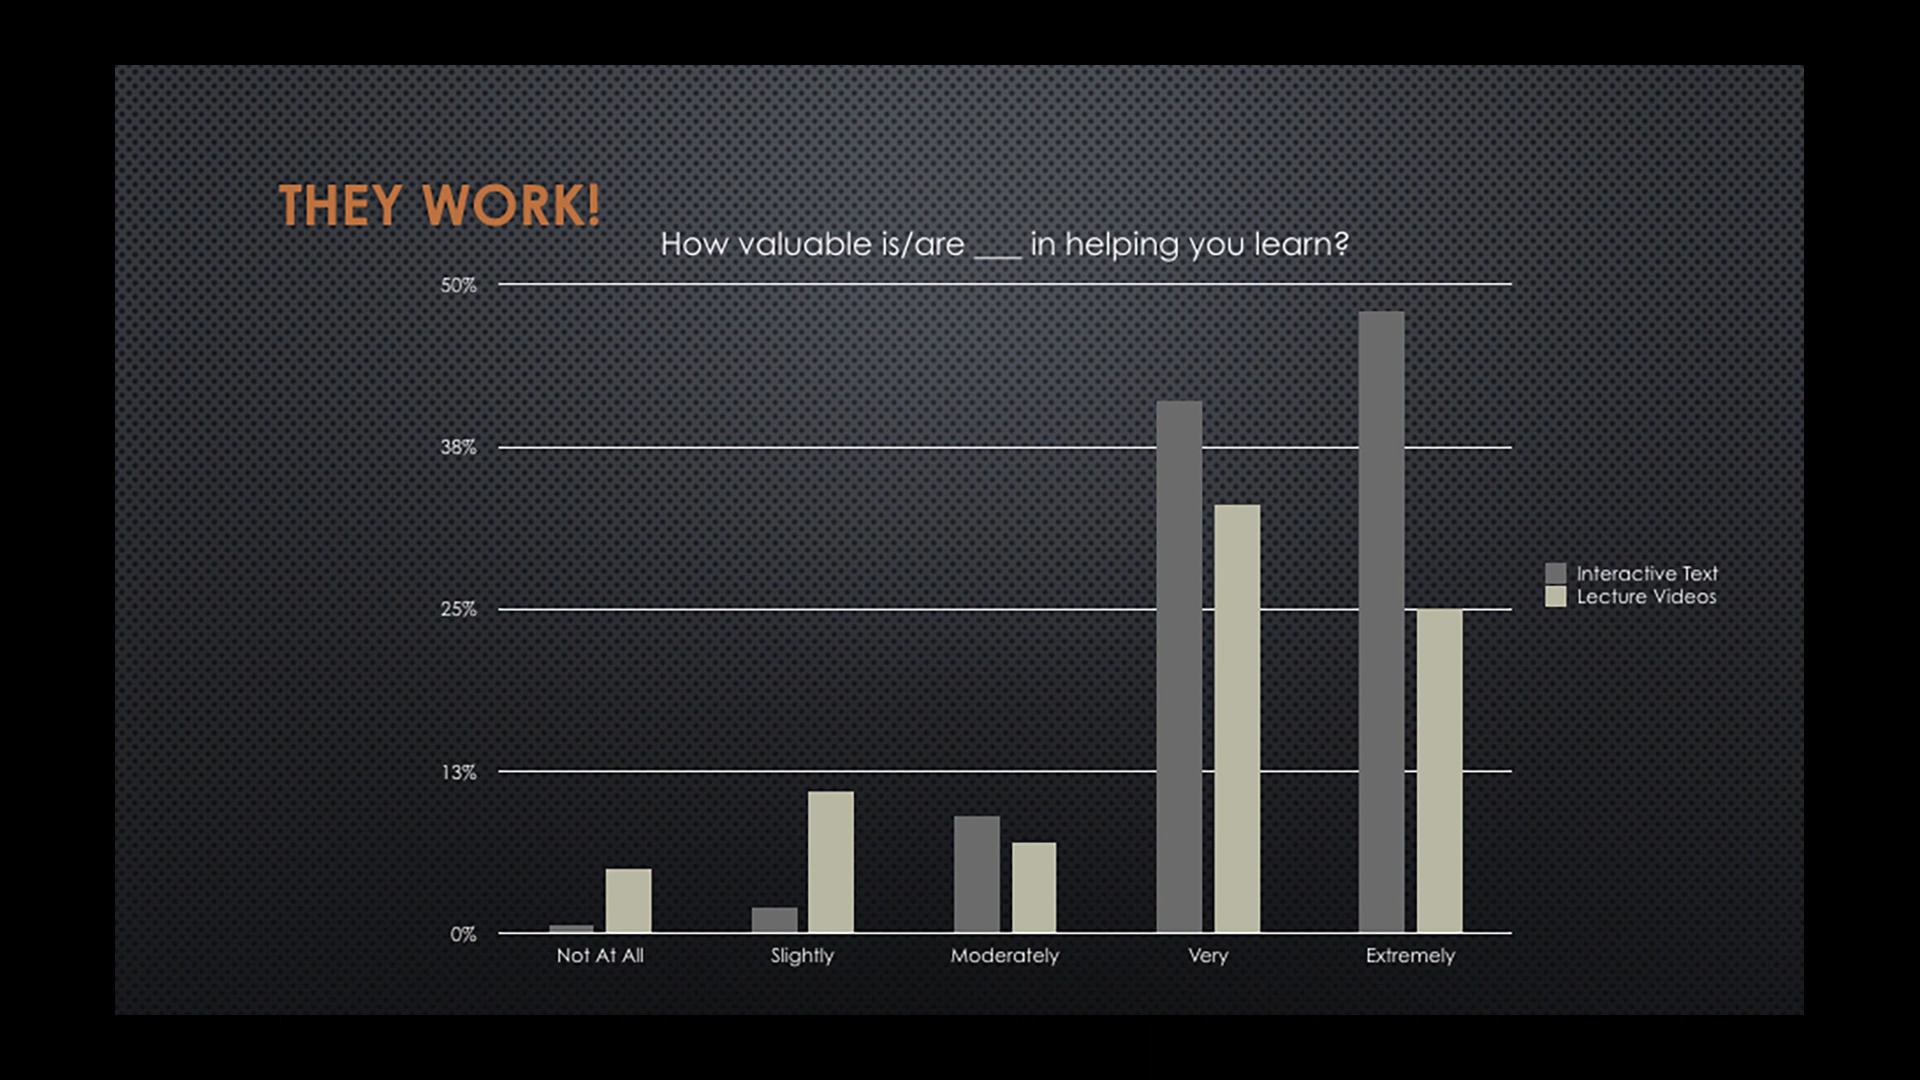 THEY WORK!
How valuable is/are ___ in helping you learn?
50%
38%
25%
13%
0%
Not At All
Slightly
Moderately
Very
Extremely
Interactive Text
Lecture Videos